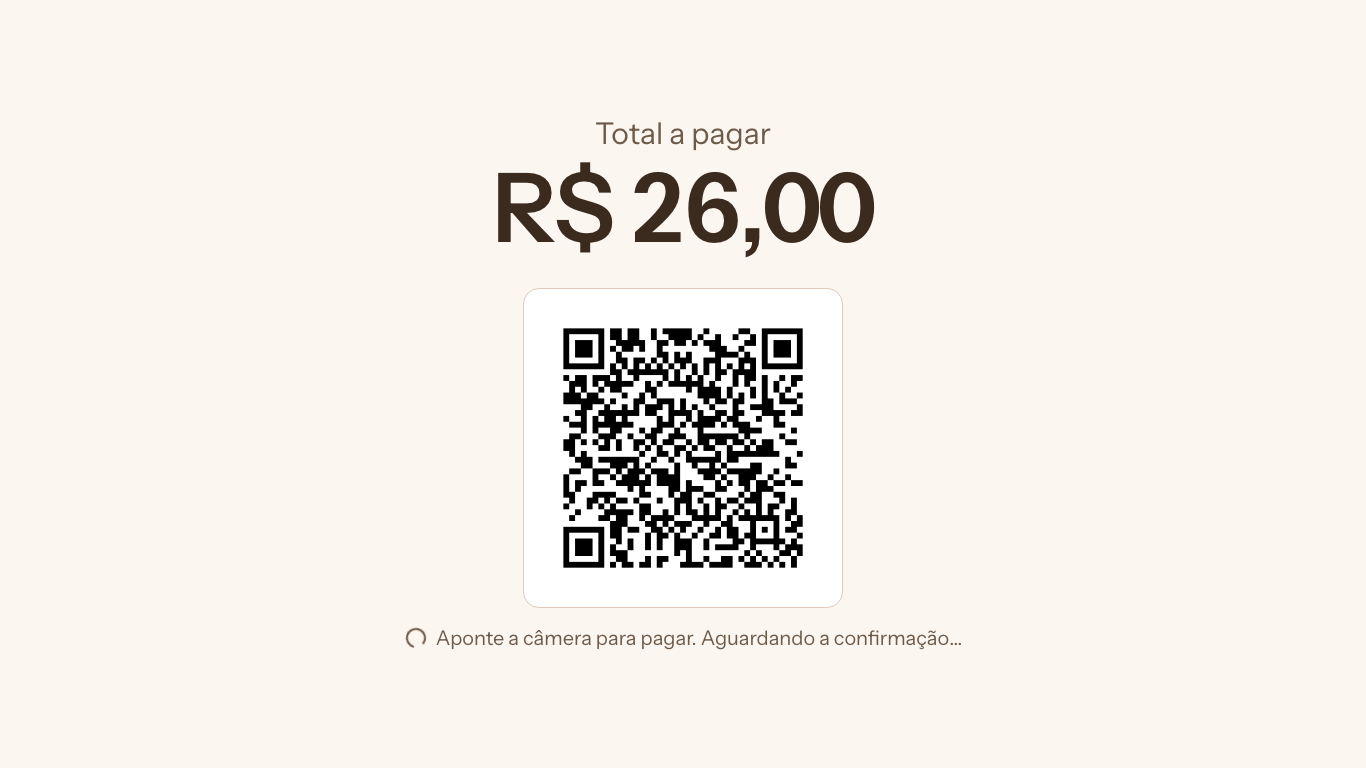 Total a pagar
R$ 26,00
Aponte a câmera para pagar. Aguardando a confirmação...